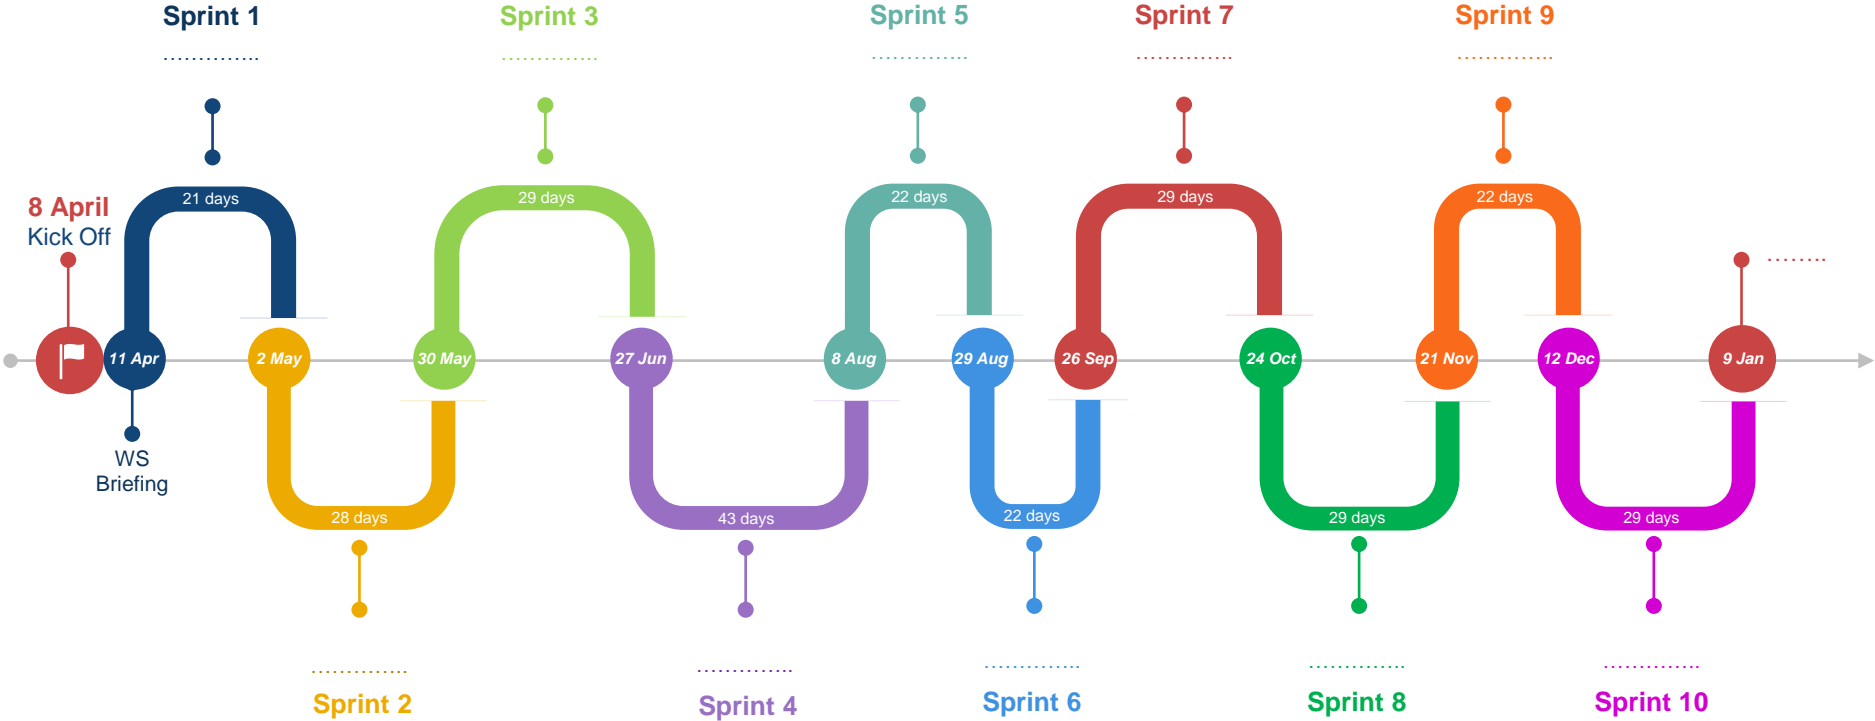 Sprint 1
Sprint 3
Sprint 5
Sprint 7
Sprint 9
21 days
29 days
22 days
29 days
22 days
8 April
Kick Off
11 Apr
2 May
30 May
27 Jun
8 Aug
29 Aug
26 Sep
24 Oct
21 Nov
12 Dec
9 Jan
WS
Briefing
28 days
43 days
22 days
29 days
29 days
Sprint 2
Sprint 4
Sprint 6
Sprint 8
Sprint 10